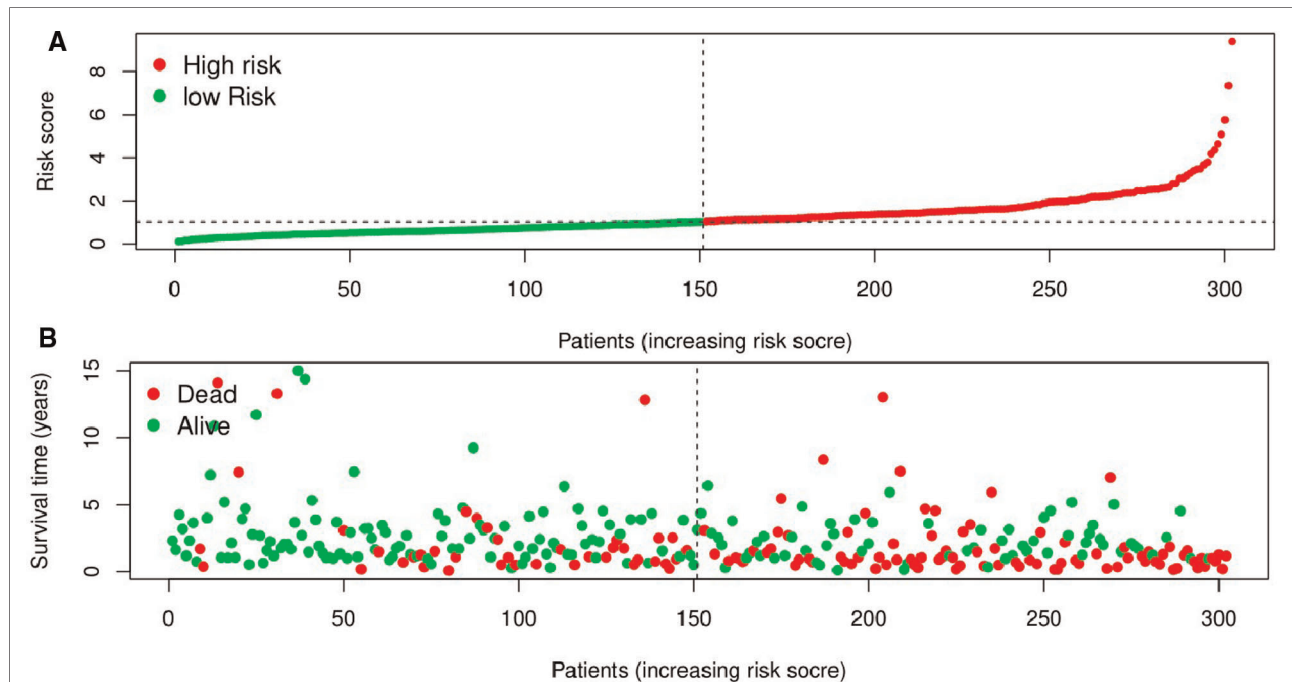 A
High risk
low Risk
Risk score
8
6
4
2
0
0 50 100 150 200 250 300
Patients (increasing risk socre)
B
Dead
Alive
Survival time (years)
15
10
5
0
0 50 100 150 200 250 300
Patients (increasing risk socre)